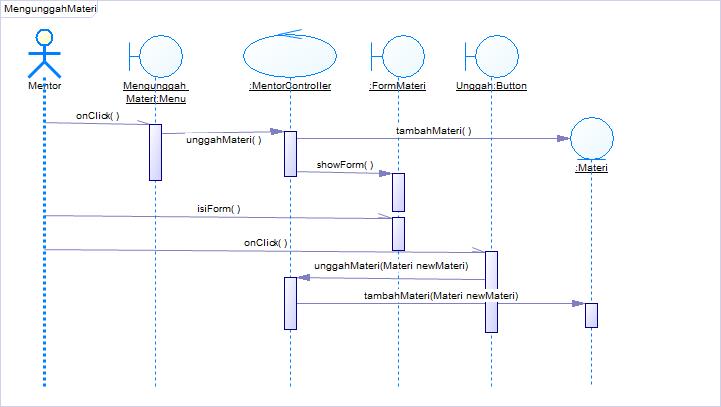 MengunggahMateri
Mentor
Mengunggah
Materi:Menu
:MentorController
:FormMateri
Unggah:Button
onClick( )
unggahMateri( )
tambahMateri( )
:Materi
showForm( )
isiForm( )
onClick( )
unggahMateri(Materi newMateri)
tambahMateri(Materi newMateri)